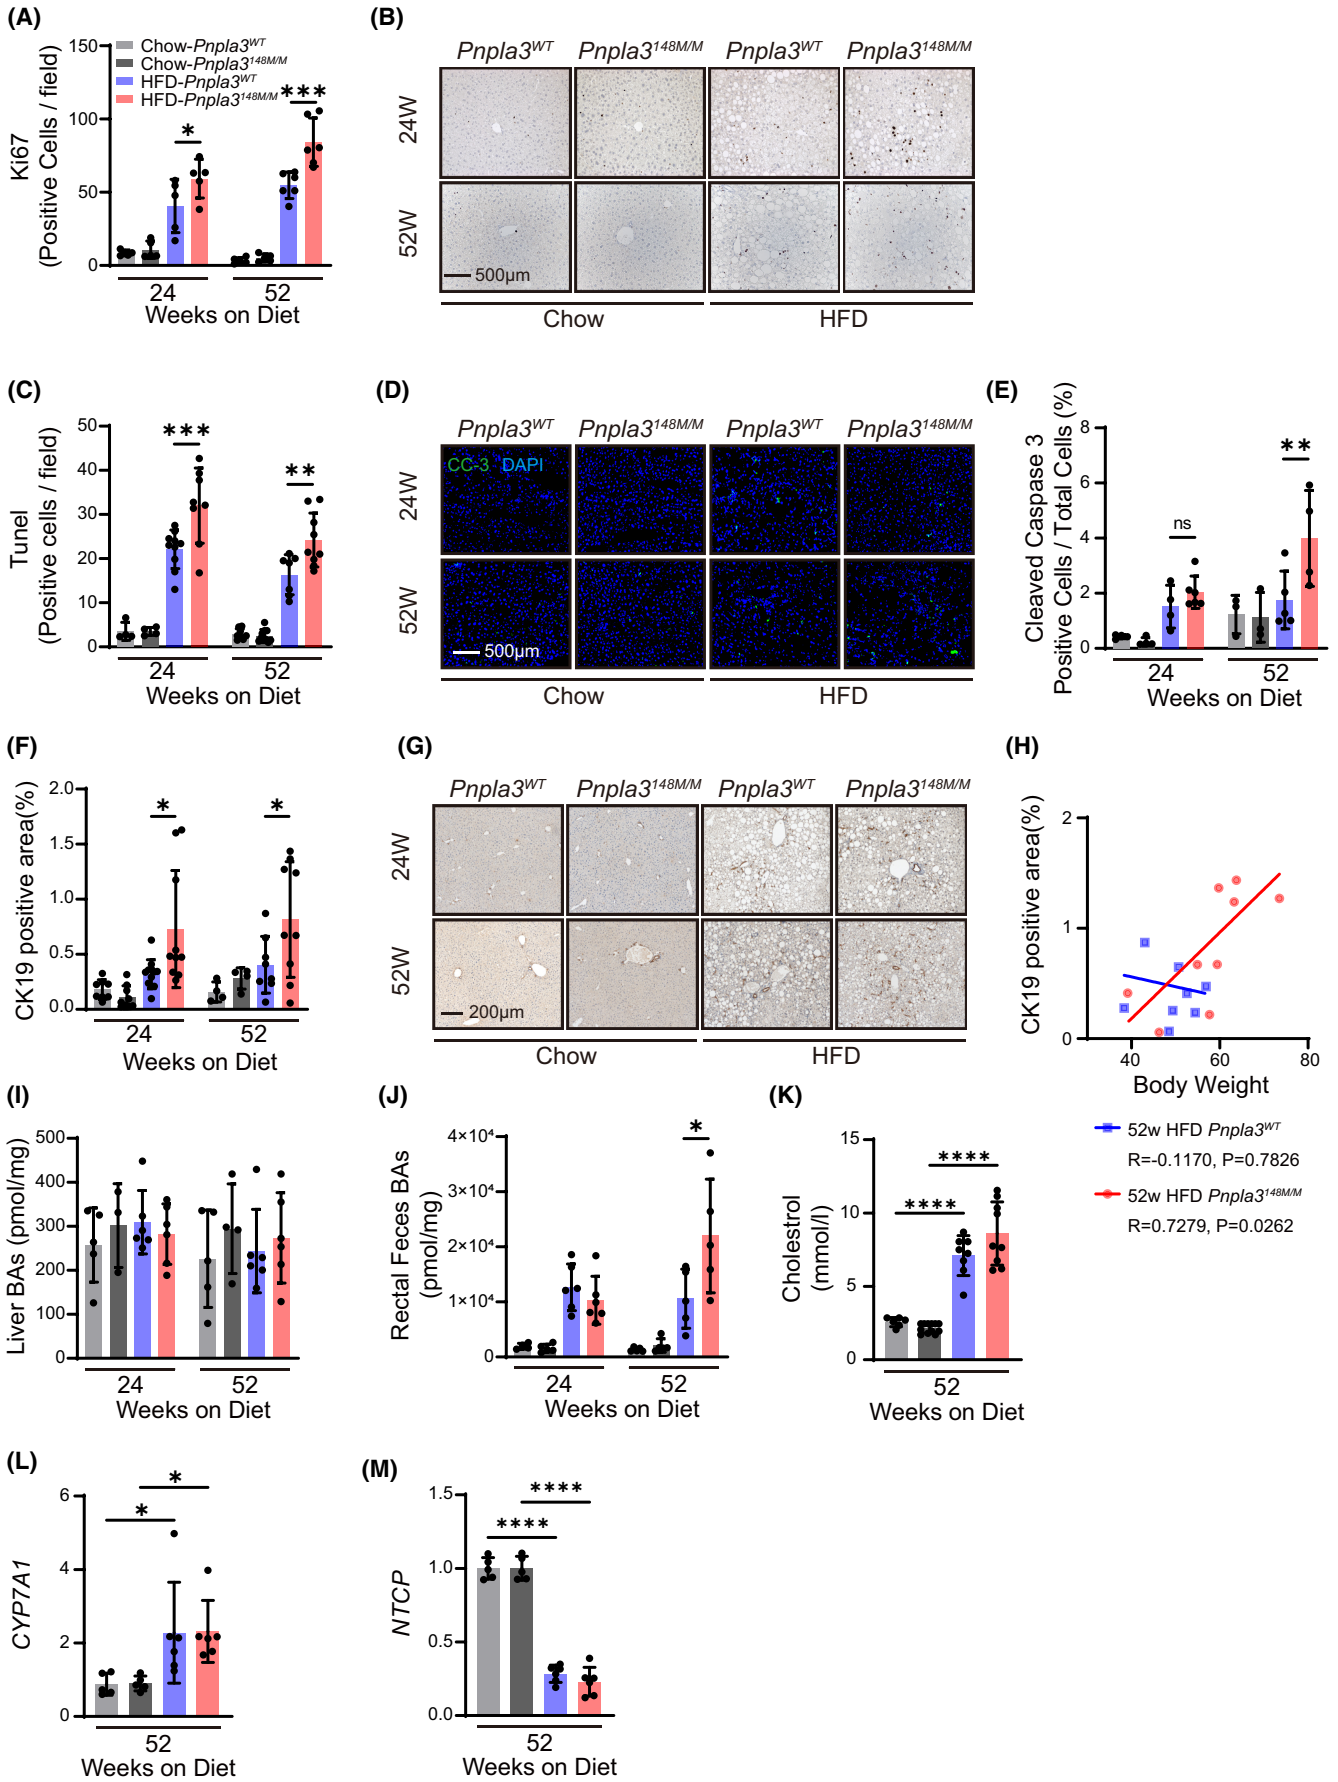 (A)
Ki67
(Positive Cells / field)
150
100
50
0
Chow-Pnpla3WT
Chow-Pnpla3148M/M
HFD-Pnpla3WT
HFD-Pnpla3148M/M
*
***
24
52
Weeks on Diet
(B)
Pnpla3WT
Pnpla3148M/M
Pnpla3WT
Pnpla3148M/M
24W
52W
500µm
Chow
HFD
(C)
Tunel
(Positive cells / field)
50
40
30
20
10
0
***
**
24
52
Weeks on Diet
(D)
Pnpla3WT
Pnpla3148M/M
Pnpla3WT
Pnpla3148M/M
CC-3 DAPI
24W
52W
500µm
Chow
HFD
(E)
Cleaved Caspase 3
Positive Cells / Total Cells (%)
8
6
4
2
0
ns
**
24
52
Weeks on Diet
(F)
CK19 positive area(%)
2.0
1.5
1.0
0.5
0.0
*
*
24
52
Weeks on Diet
(G)
Pnpla3WT
Pnpla3148M/M
Pnpla3WT
Pnpla3148M/M
24W
52W
200µm
Chow
HFD
(H)
CK19 positive area(%)
2
1
0
40
60
80
Body Weight
52w HFD Pnpla3WT
R=-0.1170, P=0.7826
52w HFD Pnpla3148M/M
R=0.7279, P=0.0262
(I)
Liver BAs (pmol/mg)
500
400
300
200
100
0
24
52
Weeks on Diet
(J)
Rectal Feces BAs
(pmol/mg)
4×10⁴
3×10⁴
2×10⁴
1×10⁴
0
*
24
52
Weeks on Diet
(K)
Cholestrol
(mmol/l)
15
10
5
0
****
****
52
Weeks on Diet
(L)
CYP7A1
6
4
2
0
*
*
52
Weeks on Diet
(M)
NTCP
1.5
1.0
0.5
0.0
****
****
52
Weeks on Diet